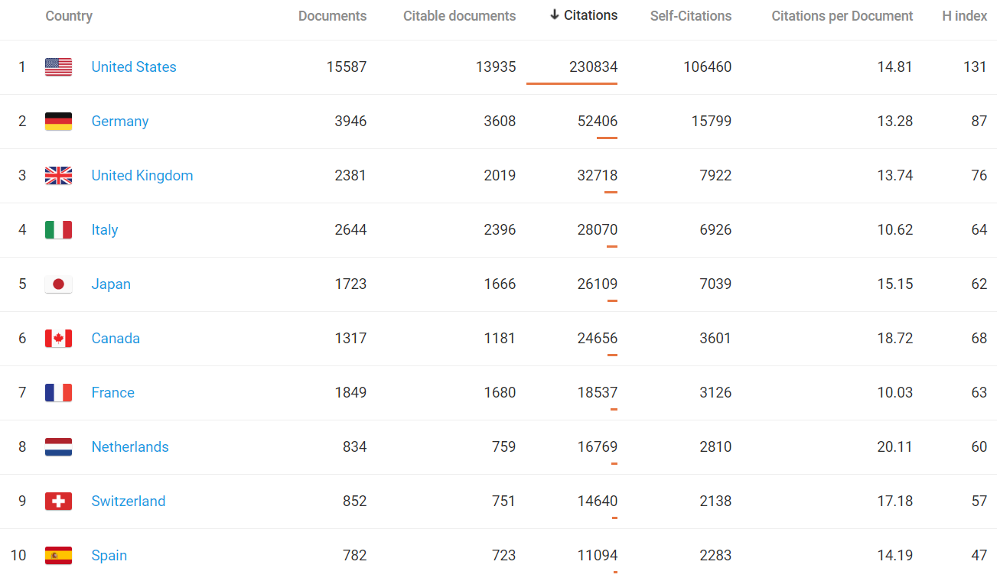 Country Documents Citable documents ↓ Citations Self-Citations Citations per Document H index
1 United States 15587 13935 230834 106460 14.81 131
2 Germany 3946 3608 52406 15799 13.28 87
3 United Kingdom 2381 2019 32718 7922 13.74 76
4 Italy 2644 2396 28070 6926 10.62 64
5 Japan 1723 1666 26109 7039 15.15 62
6 Canada 1317 1181 24656 3601 18.72 68
7 France 1849 1680 18537 3126 10.03 63
8 Netherlands 834 759 16769 2810 20.11 60
9 Switzerland 852 751 14640 2138 17.18 57
10 Spain 782 723 11094 2283 14.19 47